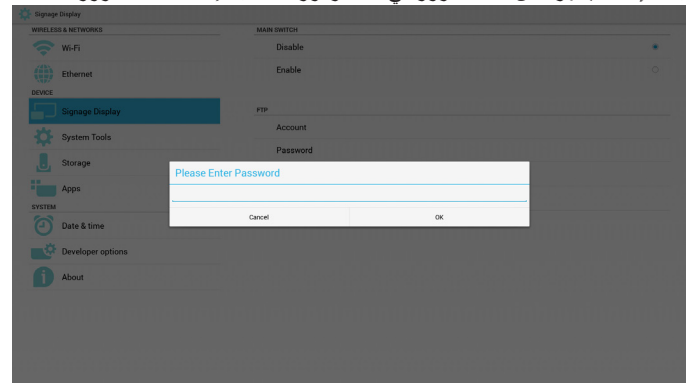 Signage Display
WIRELESS & NETWORKS
Wi-Fi
Ethernet
DEVICE
Signage Display
System Tools
Storage
Apps
SYSTEM
Date & time
Developer options
About
MAIN SWITCH
Disable
Enable
FTP
Account
Password
Please Enter Password
Cancel
OK